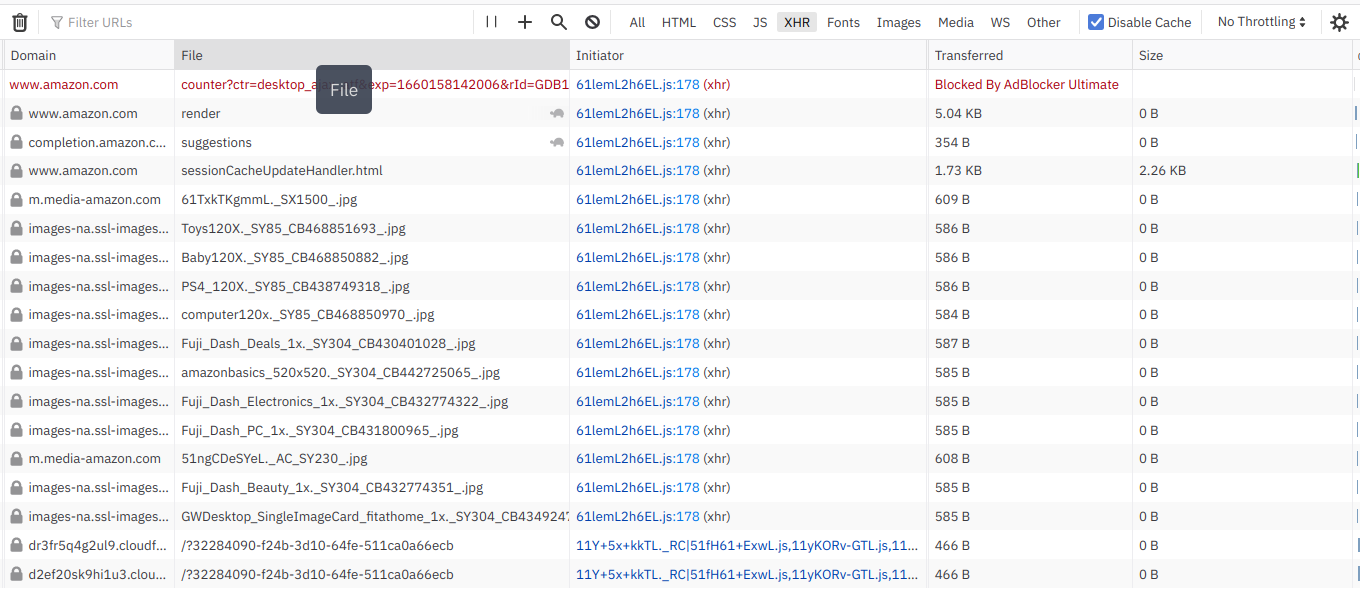 Filter URLs All HTML CSS JS XHR Fonts Images Media WS Other Disable Cache No Throttling
Domain File Initiator Transferred Size
www.amazon.com counter?ctr=desktop_ &exp=1660158142006&rId=GDB1 61lemL2h6EL.js:178 (xhr) Blocked By AdBlocker Ultimate
File
www.amazon.com render 61lemL2h6EL.js:178 (xhr) 5.04 KB 0 B
completion.amazon.c... suggestions 61lemL2h6EL.js:178 (xhr) 354 B 0 B
www.amazon.com sessionCacheUpdateHandler.html 61lemL2h6EL.js:178 (xhr) 1.73 KB 2.26 KB
m.media-amazon.com 61TxkTKgmmL._SX1500_.jpg 61lemL2h6EL.js:178 (xhr) 609 B 0 B
images-na.ssl-images... Toys120X._SY85_CB468851693_.jpg 61lemL2h6EL.js:178 (xhr) 586 B 0 B
images-na.ssl-images... Baby120X._SY85_CB468850882_.jpg 61lemL2h6EL.js:178 (xhr) 586 B 0 B
images-na.ssl-images... PS4_120X._SY85_CB438749318_.jpg 61lemL2h6EL.js:178 (xhr) 586 B 0 B
images-na.ssl-images... computer120x._SY85_CB468850970_.jpg 61lemL2h6EL.js:178 (xhr) 584 B 0 B
images-na.ssl-images... Fuji_Dash_Deals_1x._SY304_CB430401028_.jpg 61lemL2h6EL.js:178 (xhr) 587 B 0 B
images-na.ssl-images... amazonbasics_520x520._SY304_CB442725065_.jpg 61lemL2h6EL.js:178 (xhr) 585 B 0 B
images-na.ssl-images... Fuji_Dash_Electronics_1x._SY304_CB432774322_.jpg 61lemL2h6EL.js:178 (xhr) 585 B 0 B
images-na.ssl-images... Fuji_Dash_PC_1x._SY304_CB431800965_.jpg 61lemL2h6EL.js:178 (xhr) 585 B 0 B
m.media-amazon.com 51ngCDeSYeL._AC_SY230_.jpg 61lemL2h6EL.js:178 (xhr) 608 B 0 B
images-na.ssl-images... Fuji_Dash_Beauty_1x._SY304_CB432774351_.jpg 61lemL2h6EL.js:178 (xhr) 585 B 0 B
images-na.ssl-images... GWDesktop_SingleImageCard_fitathome_1x._SY304_CB434924 61lemL2h6EL.js:178 (xhr) 585 B 0 B
dr3fr5q4g2ul9.cloudf... /?32284090-f24b-3d10-64fe-511ca0a66ecb 11Y+5x+kkTL._RC|51fH61+ExwL.js,11yKORv-GTL.js,11... 466 B 0 B
d2ef20sk9hi1u3.clou... /?32284090-f24b-3d10-64fe-511ca0a66ecb 11Y+5x+kkTL._RC|51fH61+ExwL.js,11yKORv-GTL.js,11... 466 B 0 B